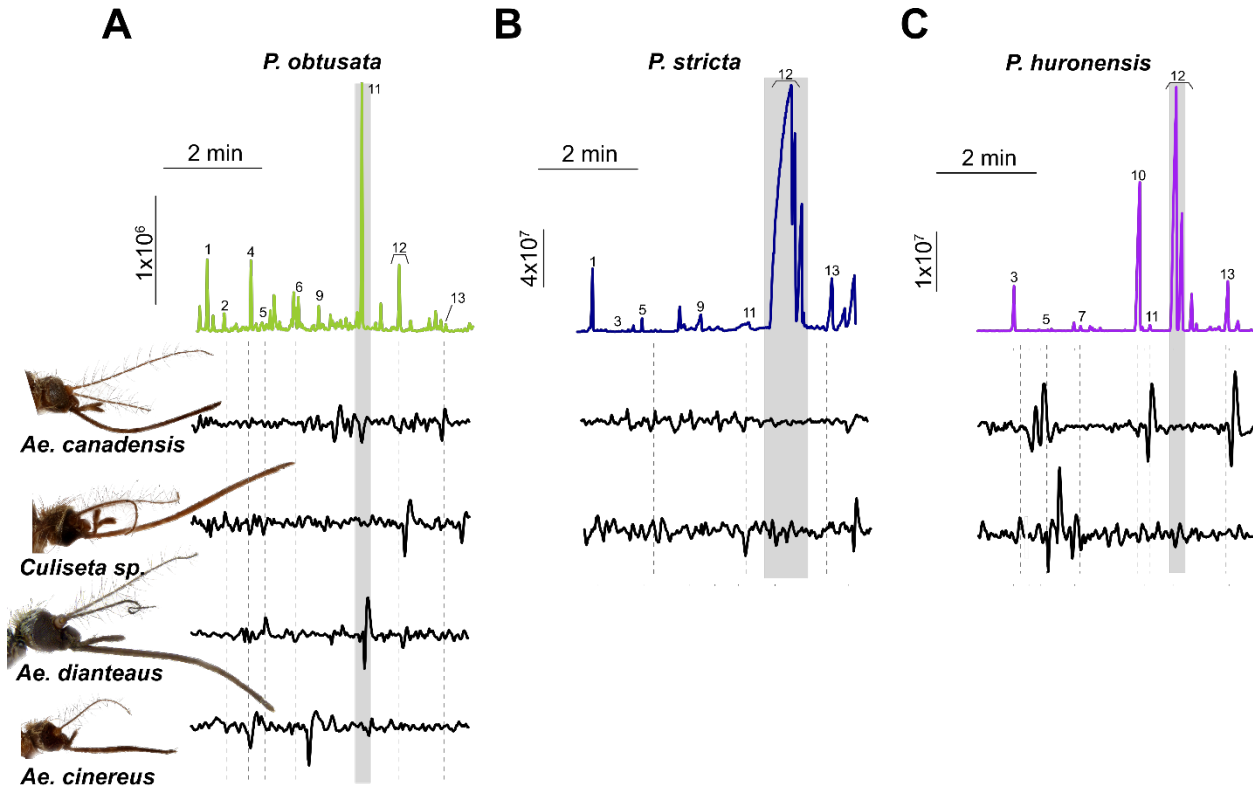 A
B
C
P. obtusata
P. stricta
P. huronensis
11
12
12
2 min
2 min
2 min
1x10⁶
4x10⁷
1x10⁷
1
2
4
5
6
9
12
13
1
3
5
9
11
13
3
5
7
10
11
13
Ae. canadensis
Culiseta sp.
Ae. dianteaus
Ae. cinereus